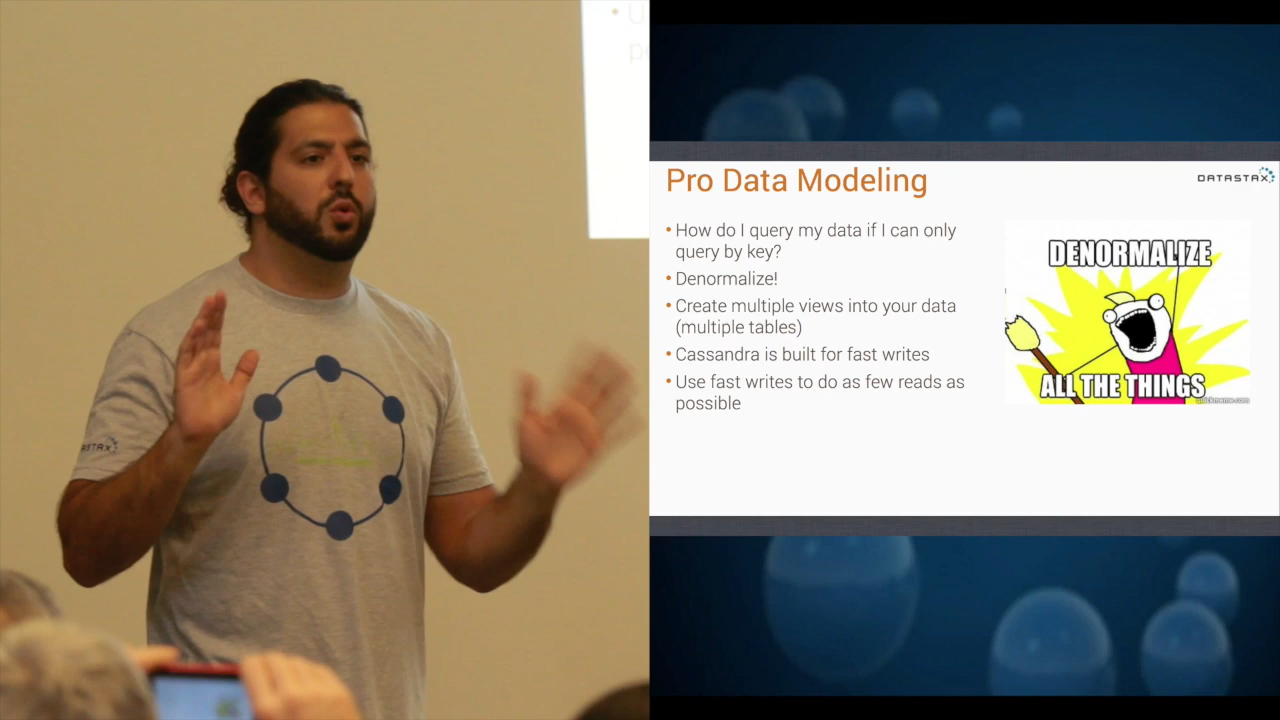 Pro Data Modeling
DATASTAX
• How do I query my data if I can only
query by key?
• Denormalize!
• Create multiple views into your data
(multiple tables)
• Cassandra is built for fast writes
• Use fast writes to do as few reads as
possible
DENORMALIZE
ALL THE THINGS
quickmeme.com